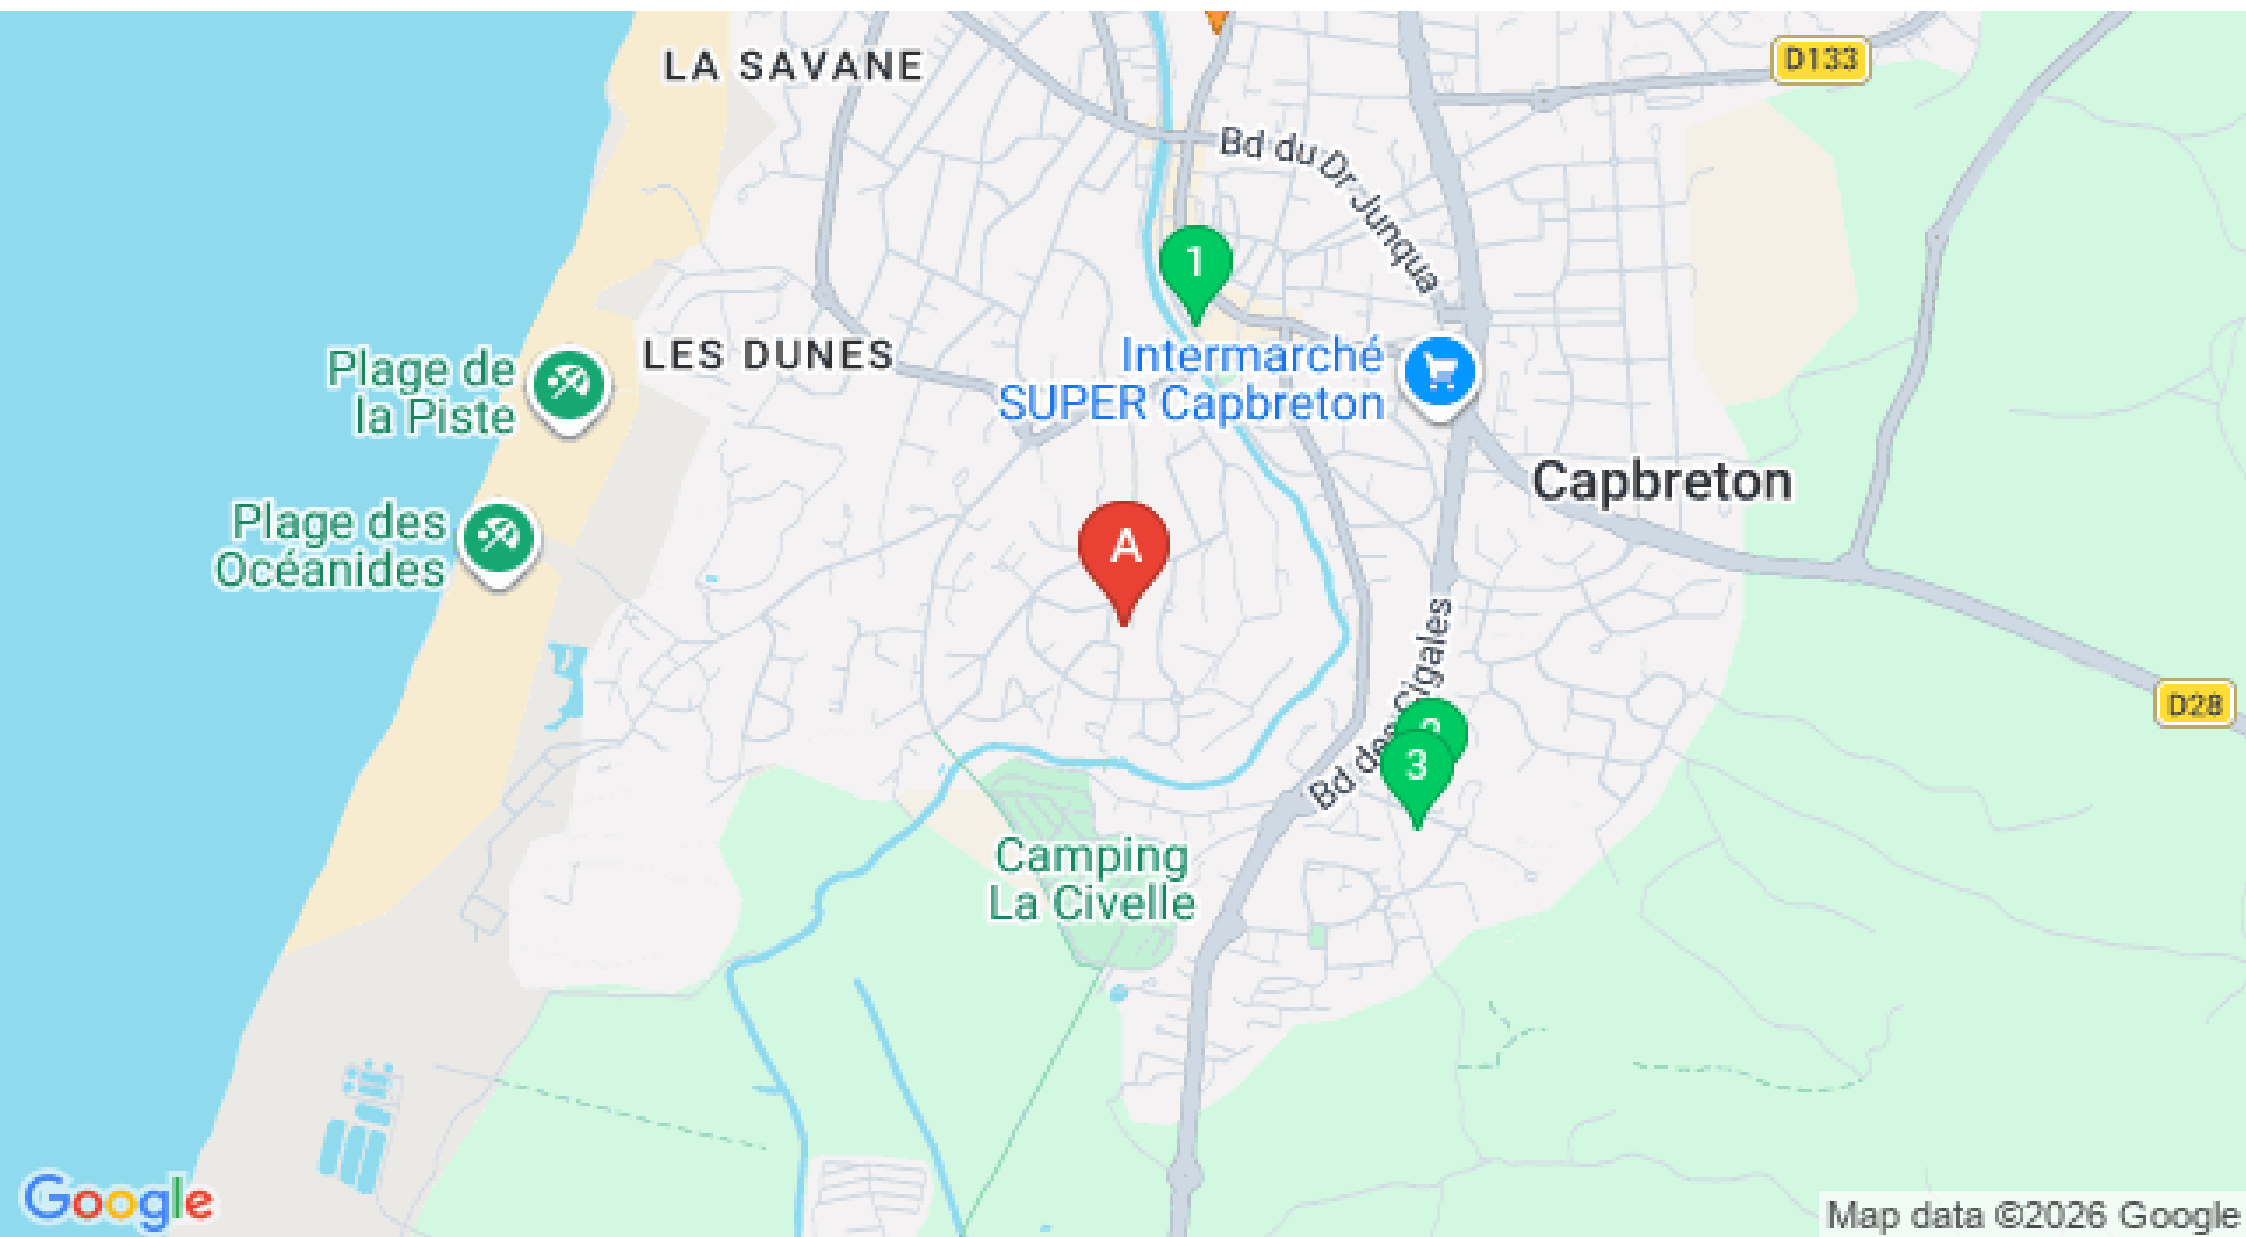 LA SAVANE
D133
Bd du Dr Junqua
1
Intermarché
SUPER Capbreton
LES DUNES
Plage de
la Piste
Capbreton
Plage des
Océanides
A
Bd des Cigales
D28
2
3
Camping
La Civelle
Google
Map data ©2026 Google